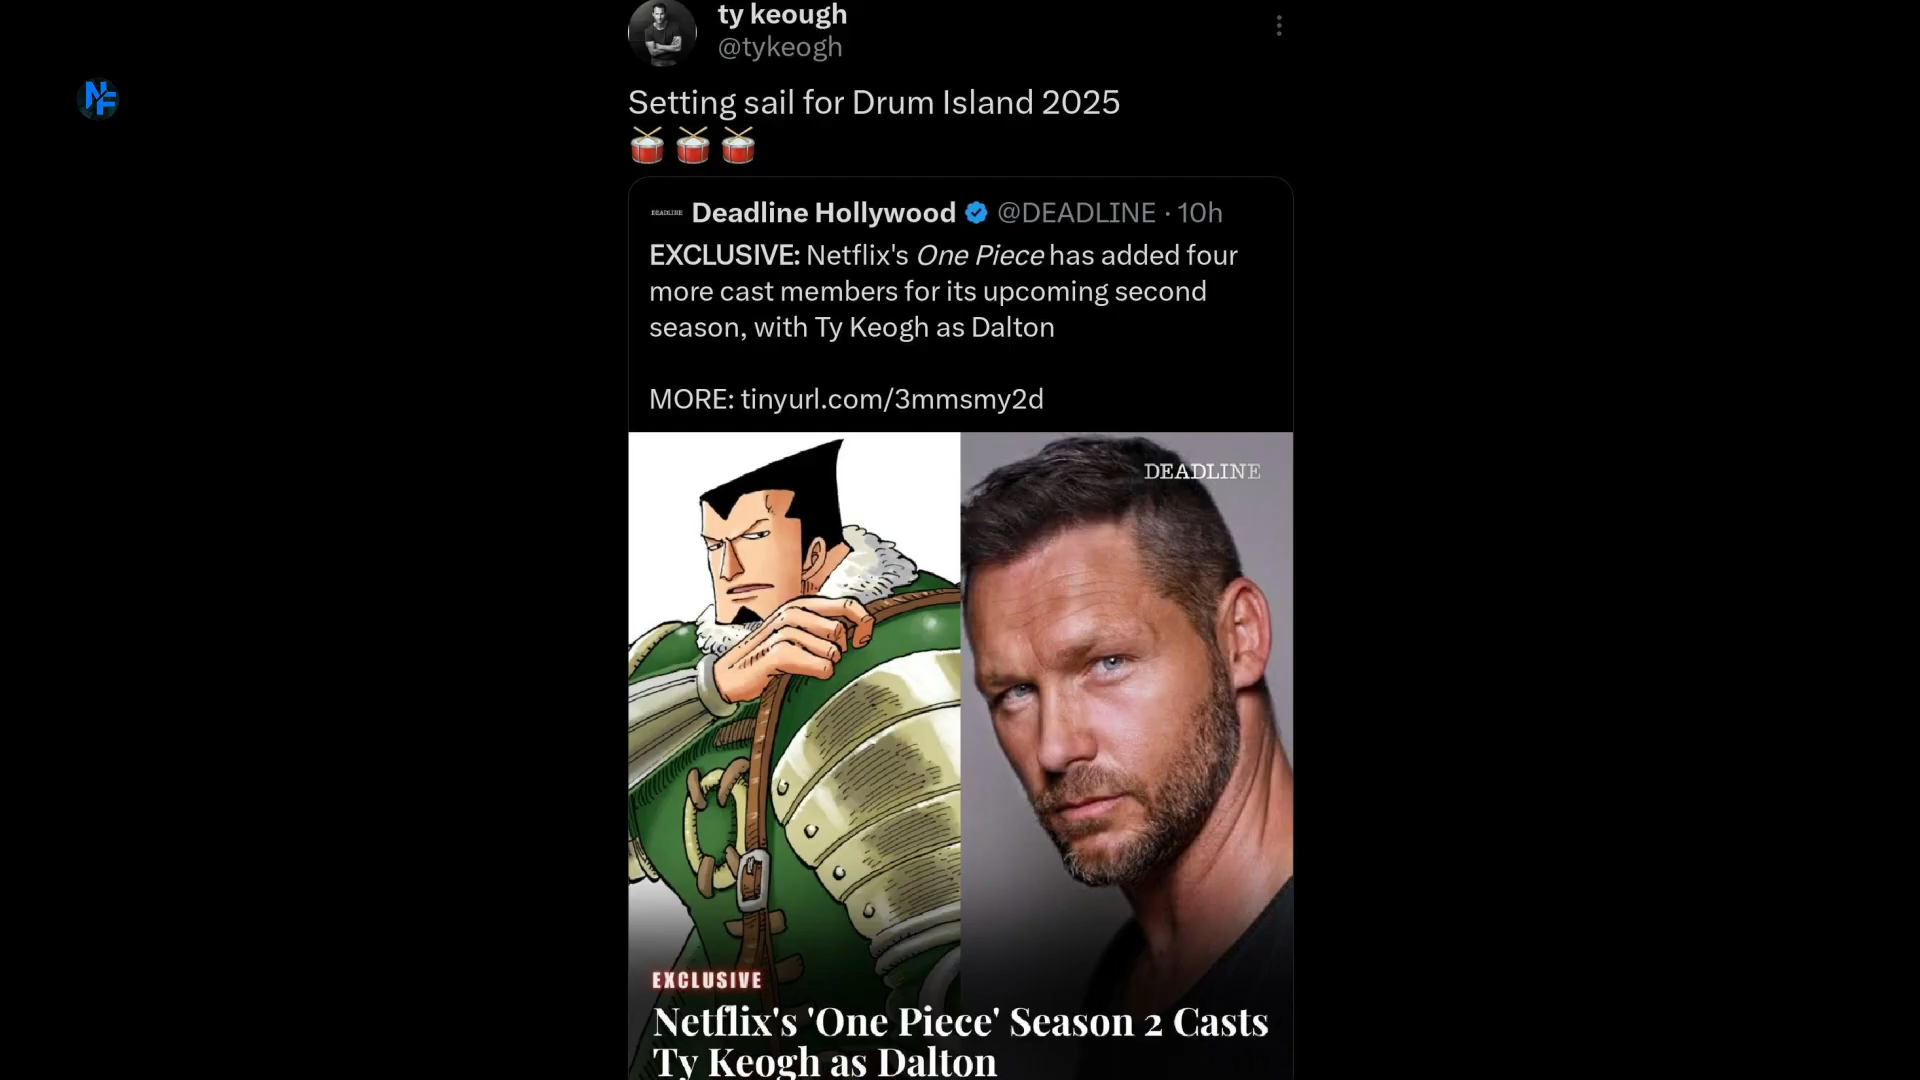 ty keough
@tykeogh
NF
Setting sail for Drum Island 2025
DEADLINE Deadline Hollywood @DEADLINE · 10h
EXCLUSIVE: Netflix's One Piece has added four
more cast members for its upcoming second
season, with Ty Keogh as Dalton
MORE: tinyurl.com/3mmsmy2d
DEADLINE
EXCLUSIVE
Netflix's 'One Piece' Season 2 Casts
Ty Keogh as Dalton